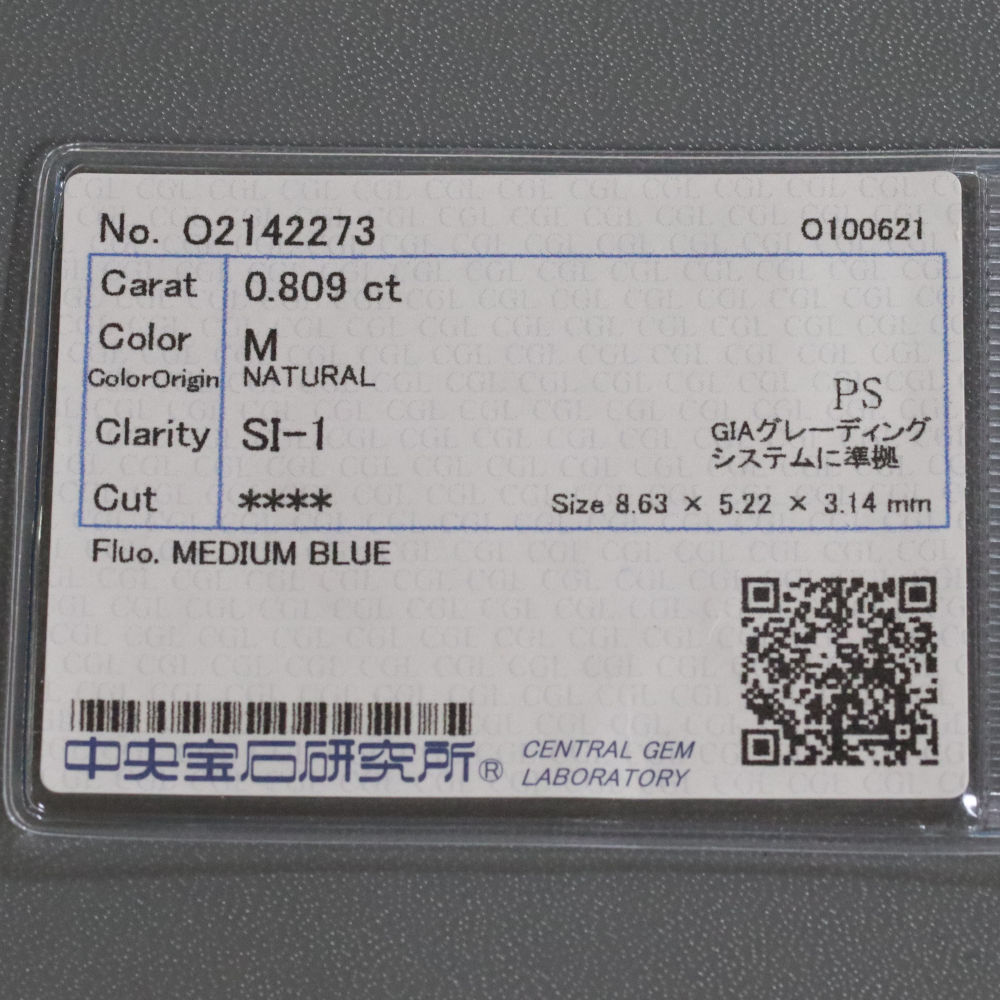 No. O2142273 O100621
Carat 0.809 ct
Color M
ColorOrigin NATURAL
PS
Clarity SI-1
GIAグレーディング
システムに準拠
Cut ****
Size 8.63 × 5.22 × 3.14 mm
Fluo. MEDIUM BLUE
中央宝石研究所®
CENTRAL GEM
LABORATORY